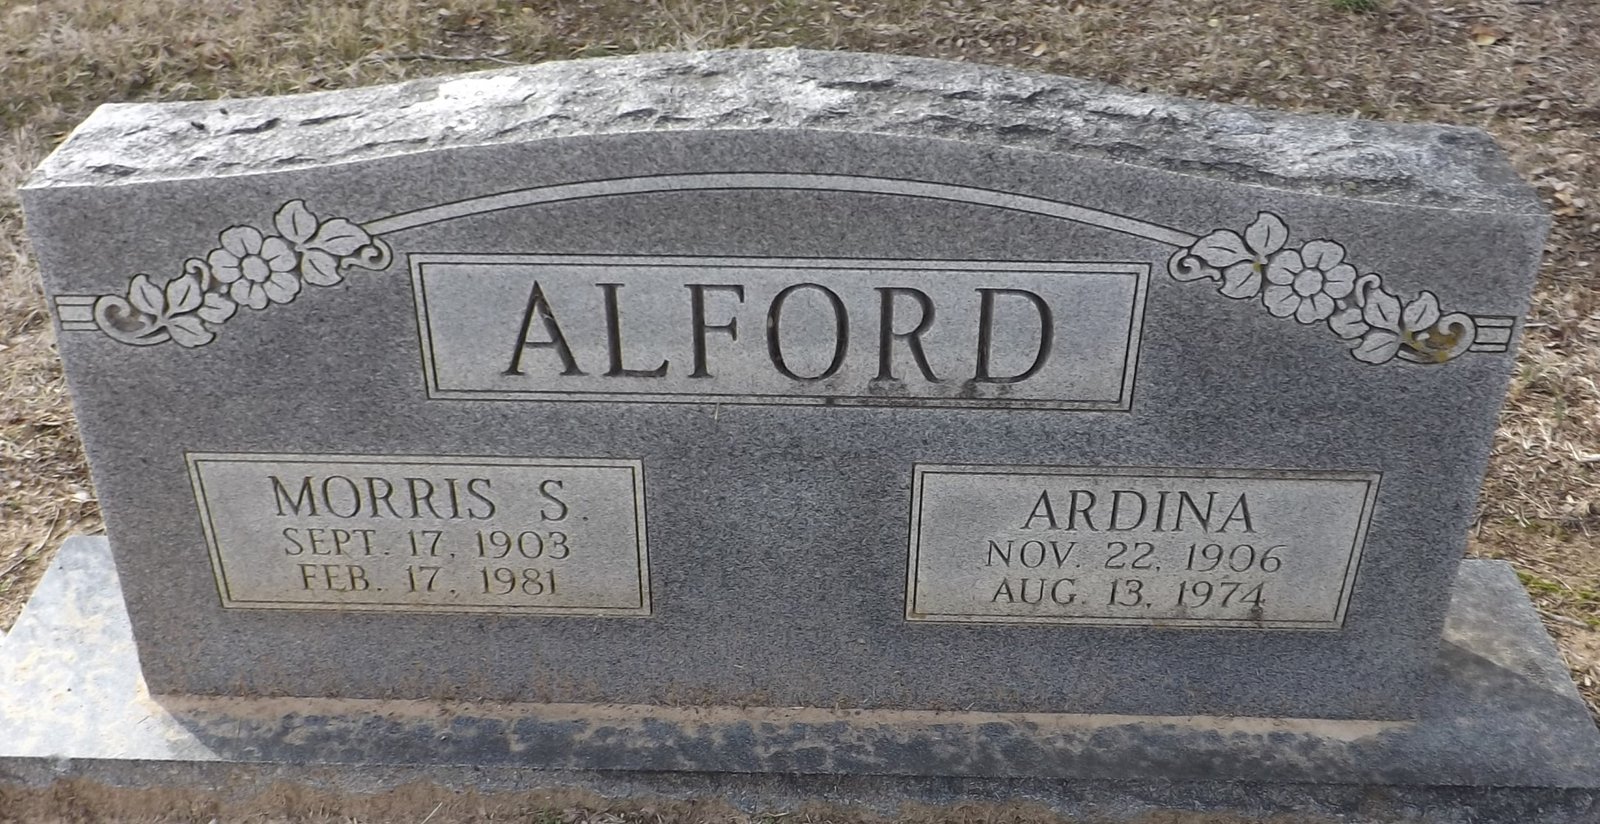 ALFORD
MORRIS S.
SEPT. 17, 1903
FEB. 17, 1981
ARDINA
NOV. 22, 1906
AUG. 13, 1974